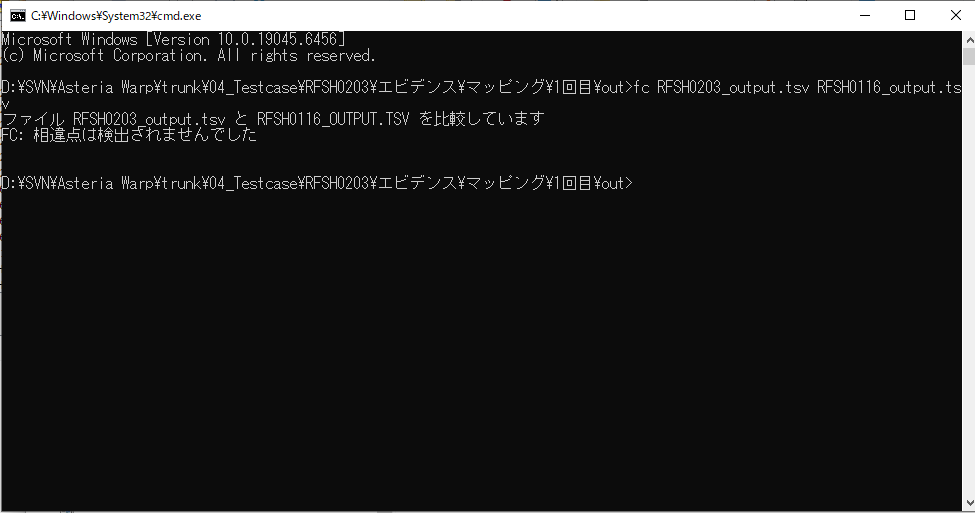 C:¥Windows¥System32¥cmd.exe
Microsoft Windows [Version 10.0.19045.6456]
(c) Microsoft Corporation. All rights reserved.
D:¥SVN¥Asteria Warp¥trunk¥04_Testcase¥RFSH0203¥エビデンス¥マッピング¥1回目¥out>fc RFSH0203_output.tsv RFSH0116_output.ts
v
ファイル RFSH0203_output.tsv と RFSH0116_OUTPUT.TSV を比較しています
FC: 相違点は検出されませんでした
D:¥SVN¥Asteria Warp¥trunk¥04_Testcase¥RFSH0203¥エビデンス¥マッピング¥1回目¥out>